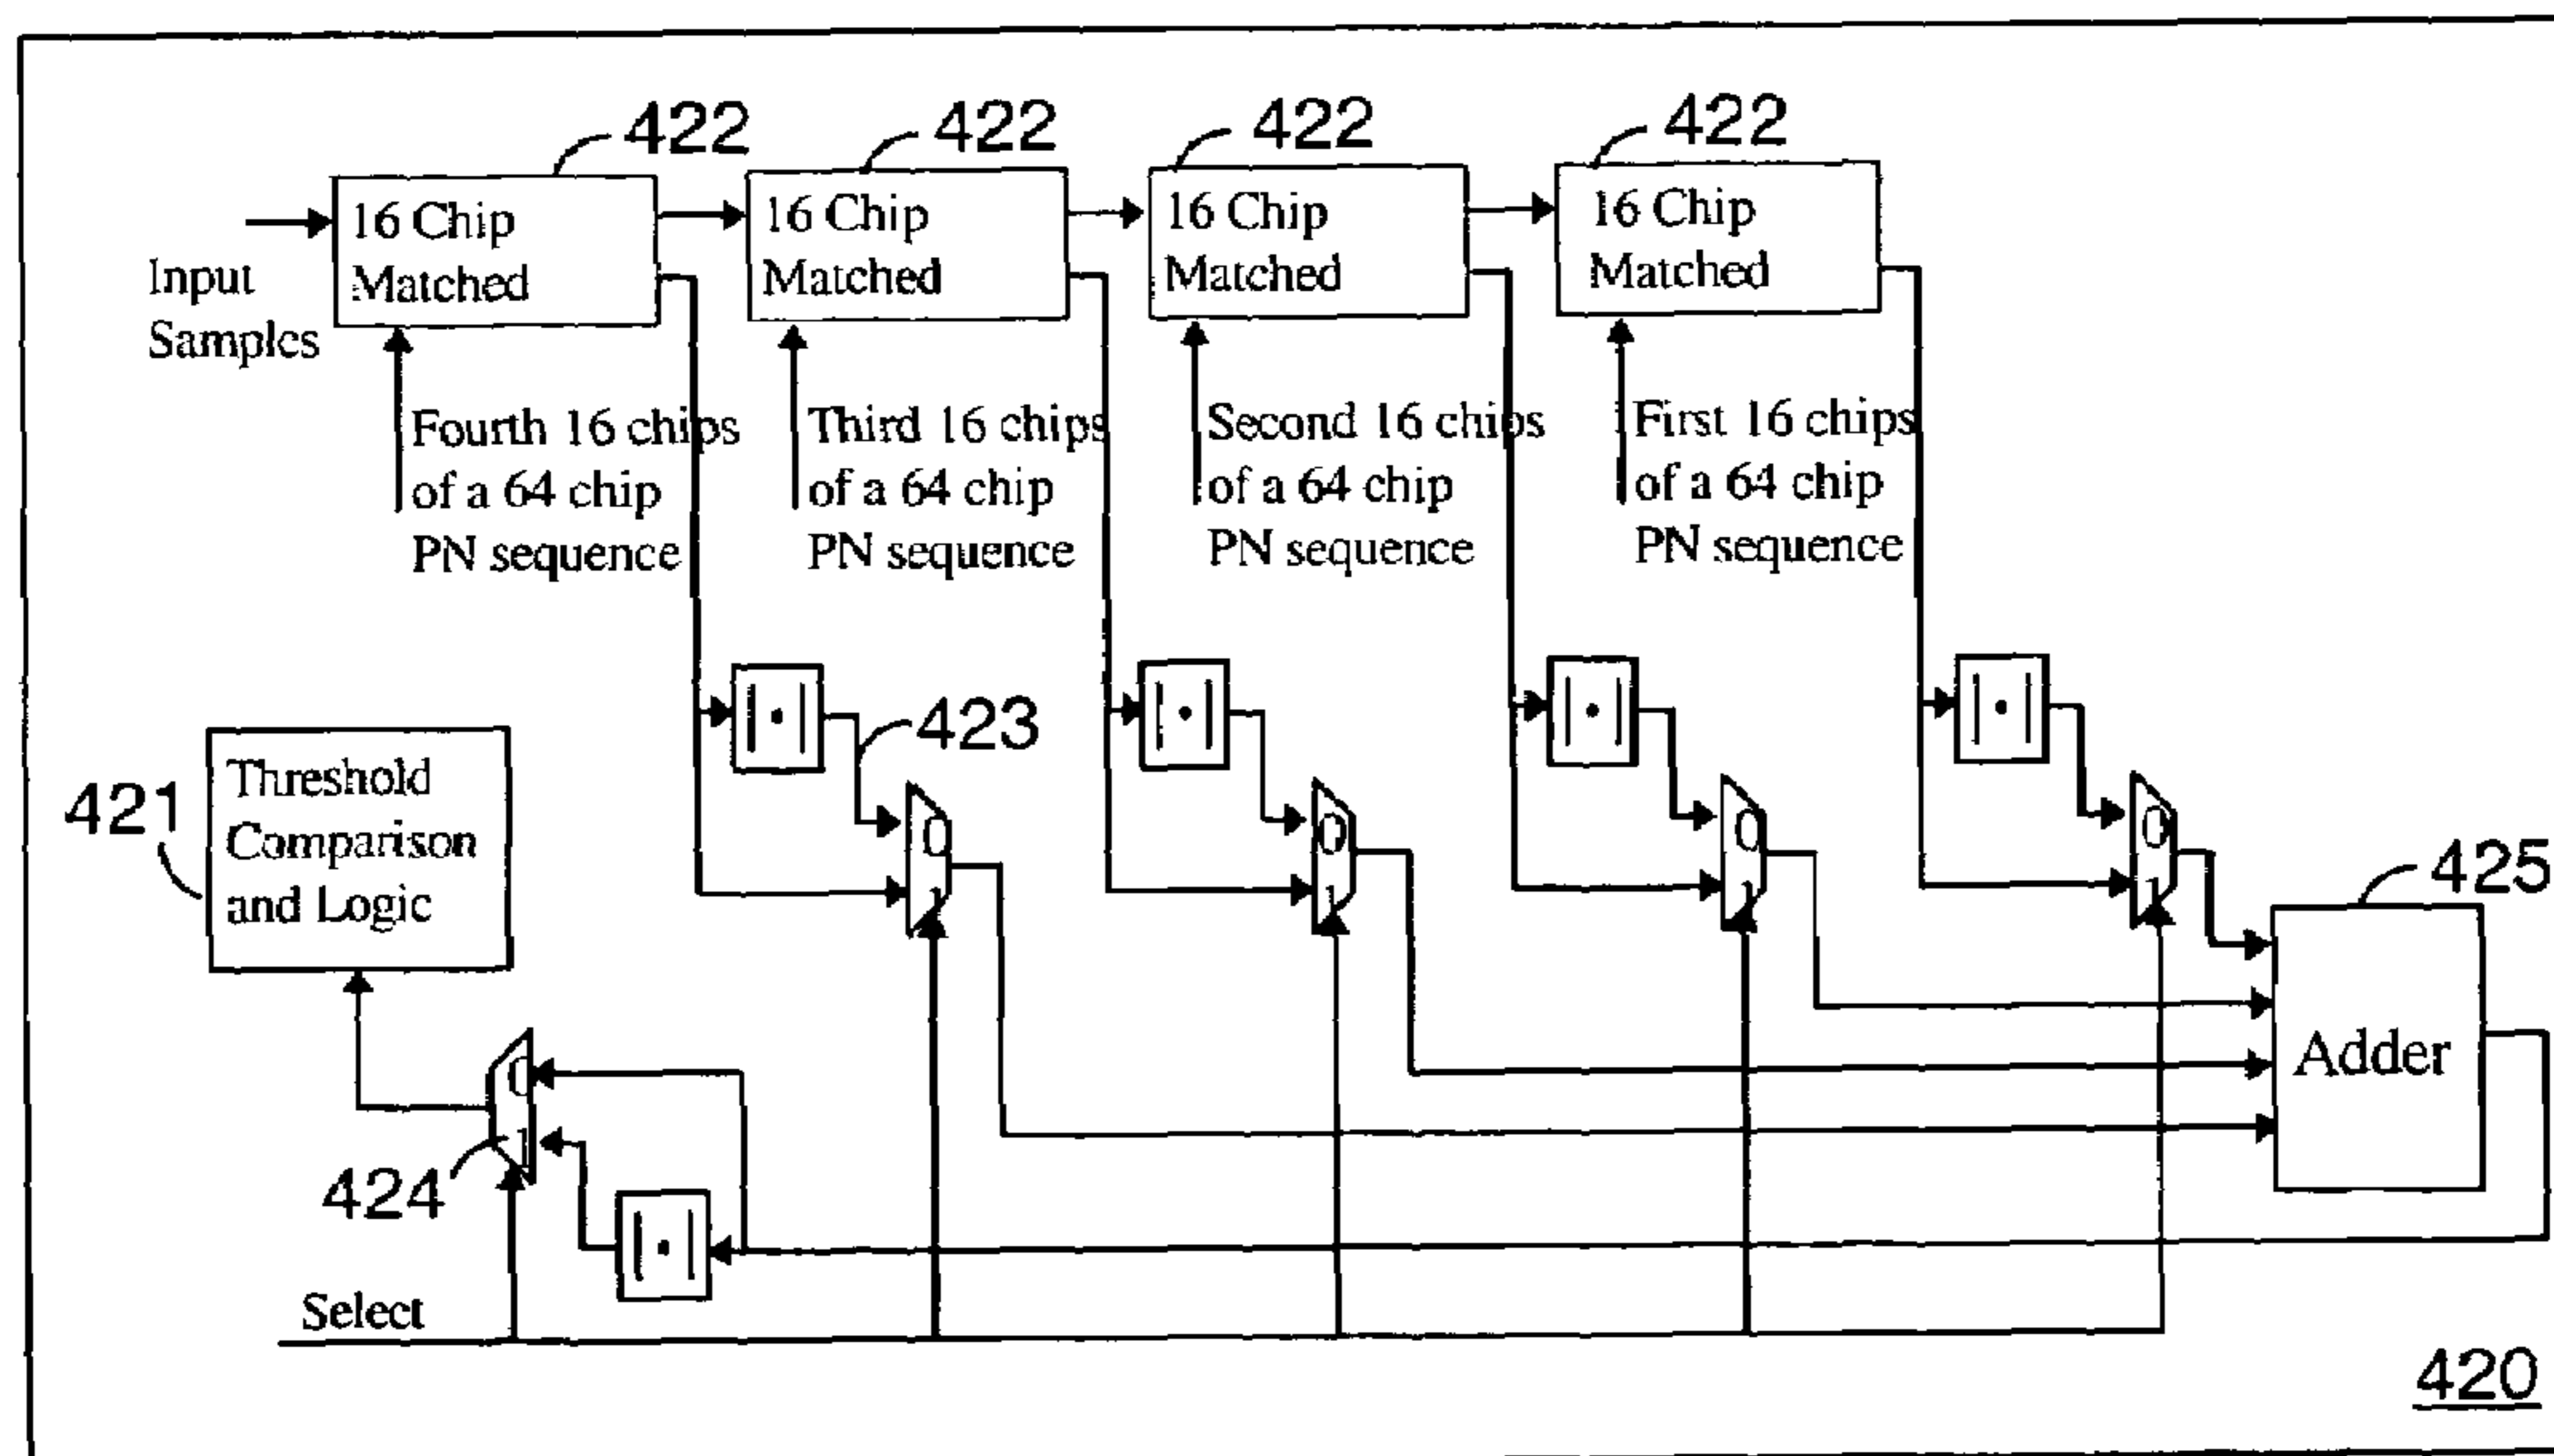 422
422
422
422
16 Chip
Matched
16 Chip
Matched
16 Chip
Matched
16 Chip
Matched
Input
Samples
Fourth 16 chips
of a 64 chip
PN sequence
Third 16 chips
of a 64 chip
PN sequence
Second 16 chips
of a 64 chip
PN sequence
First 16 chips
of a 64 chip
PN sequence
|·|
|·|
|·|
|·|
423
421
Threshold
Comparison
and Logic
0
1
0
1
0
1
0
1
425
Adder
0
1
424
|·|
Select
420